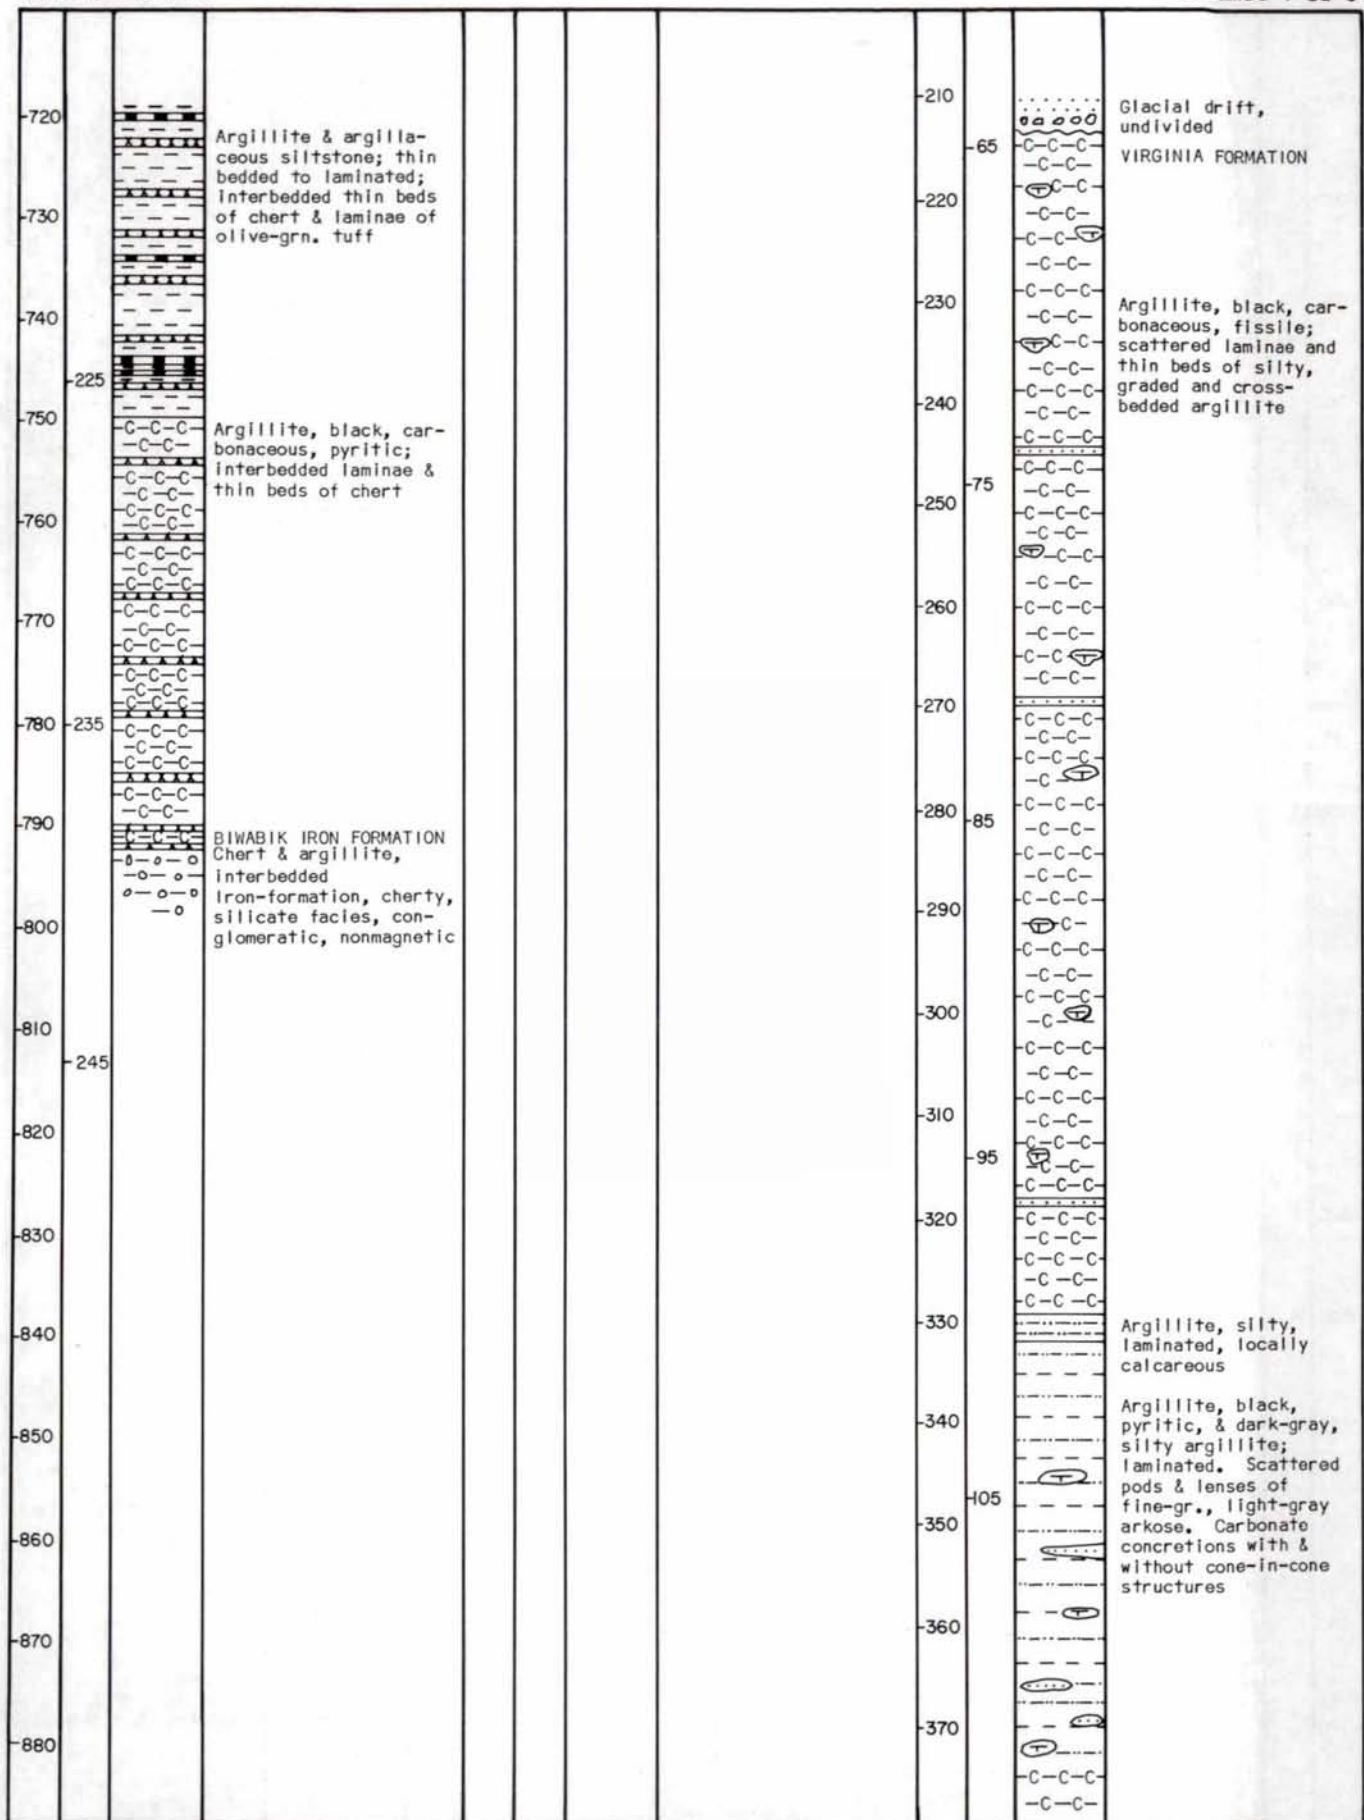 720
730
740
750
760
770
780
790
800
810
820
830
840
850
860
870
880
225
235
245
Argillite & argilla-
ceous siltstone; thin
bedded to laminated;
interbedded thin beds
of chert & laminae of
olive-grn. tuff
Argillite, black, car-
bonaceous, pyritic;
interbedded laminae &
thin beds of chert
BIWABIK IRON FORMATION
Chert & argillite,
interbedded
Iron-formation, cherty,
silicate facies, con-
glomeratic, nonmagnetic
210
220
230
240
250
260
270
280
290
300
310
320
330
340
350
360
370
65
75
85
95
105
Glacial drift,
undivided
VIRGINIA FORMATION
Argillite, black, car-
bonaceous, fissile;
scattered laminae and
thin beds of silty,
graded and cross-
bedded argillite
Argillite, silty,
laminated, locally
calcareous
Argillite, black,
pyritic, & dark-gray,
silty argillite;
laminated. Scattered
pods & lenses of
fine-gr., light-gray
arkose. Carbonate
concretions with &
without cone-in-cone
structures